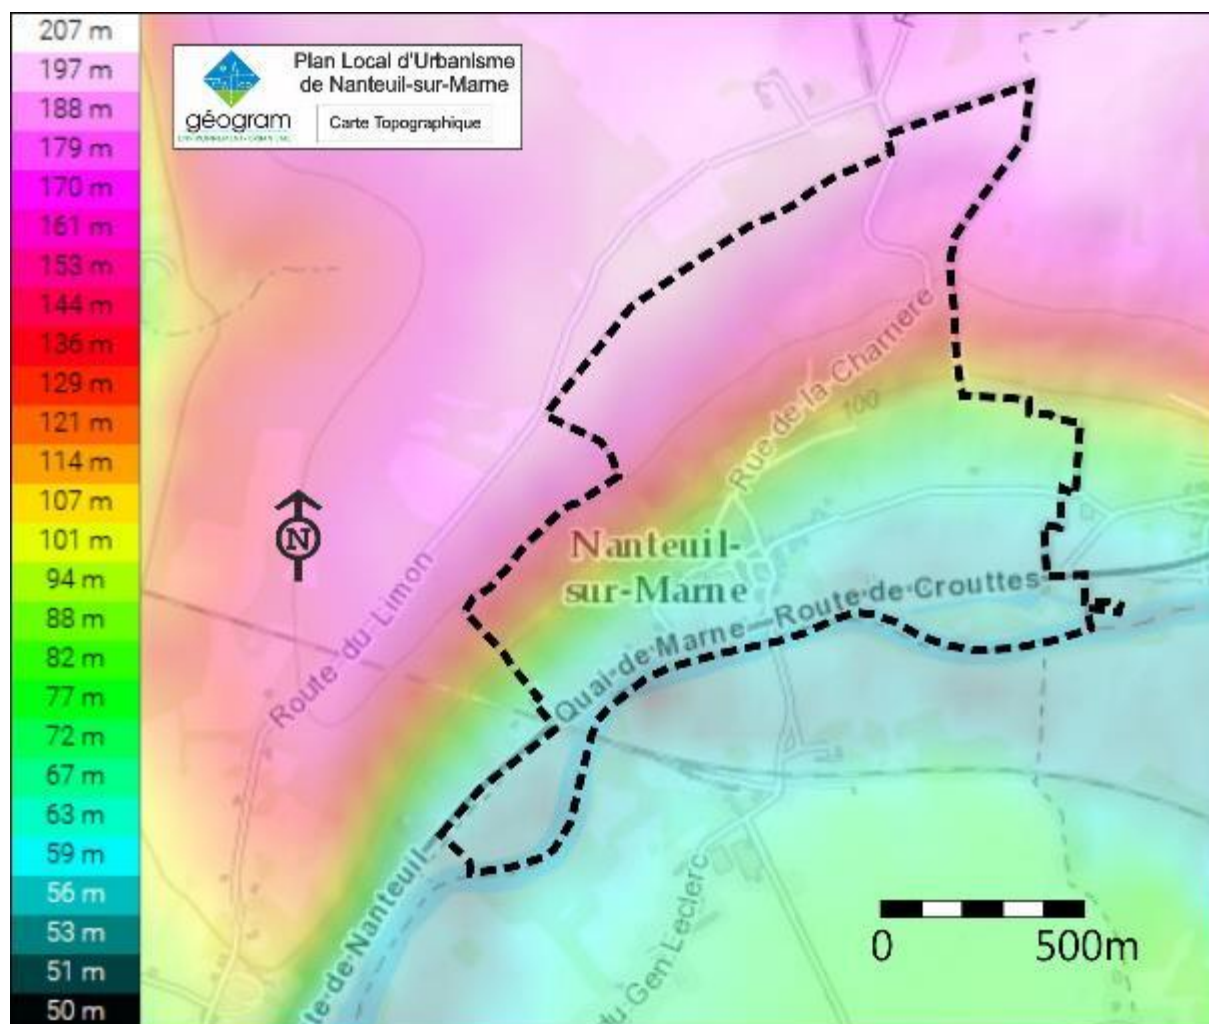 207 m
197 m
188 m
179 m
170 m
161 m
153 m
144 m
136 m
129 m
121 m
114 m
107 m
101 m
94 m
88 m
82 m
77 m
72 m
67 m
63 m
59 m
56 m
53 m
51 m
50 m
géogram
Plan Local d'Urbanisme
de Nanteuil-sur-Marne
Carte Topographique
R
N
Rue de la Charrière
100
Route du Limon
Nanteuil-
sur-Marne
Quai de Marne—Route de Crouttes
te de Nanteuil
du Gen Leclerc
0 500m